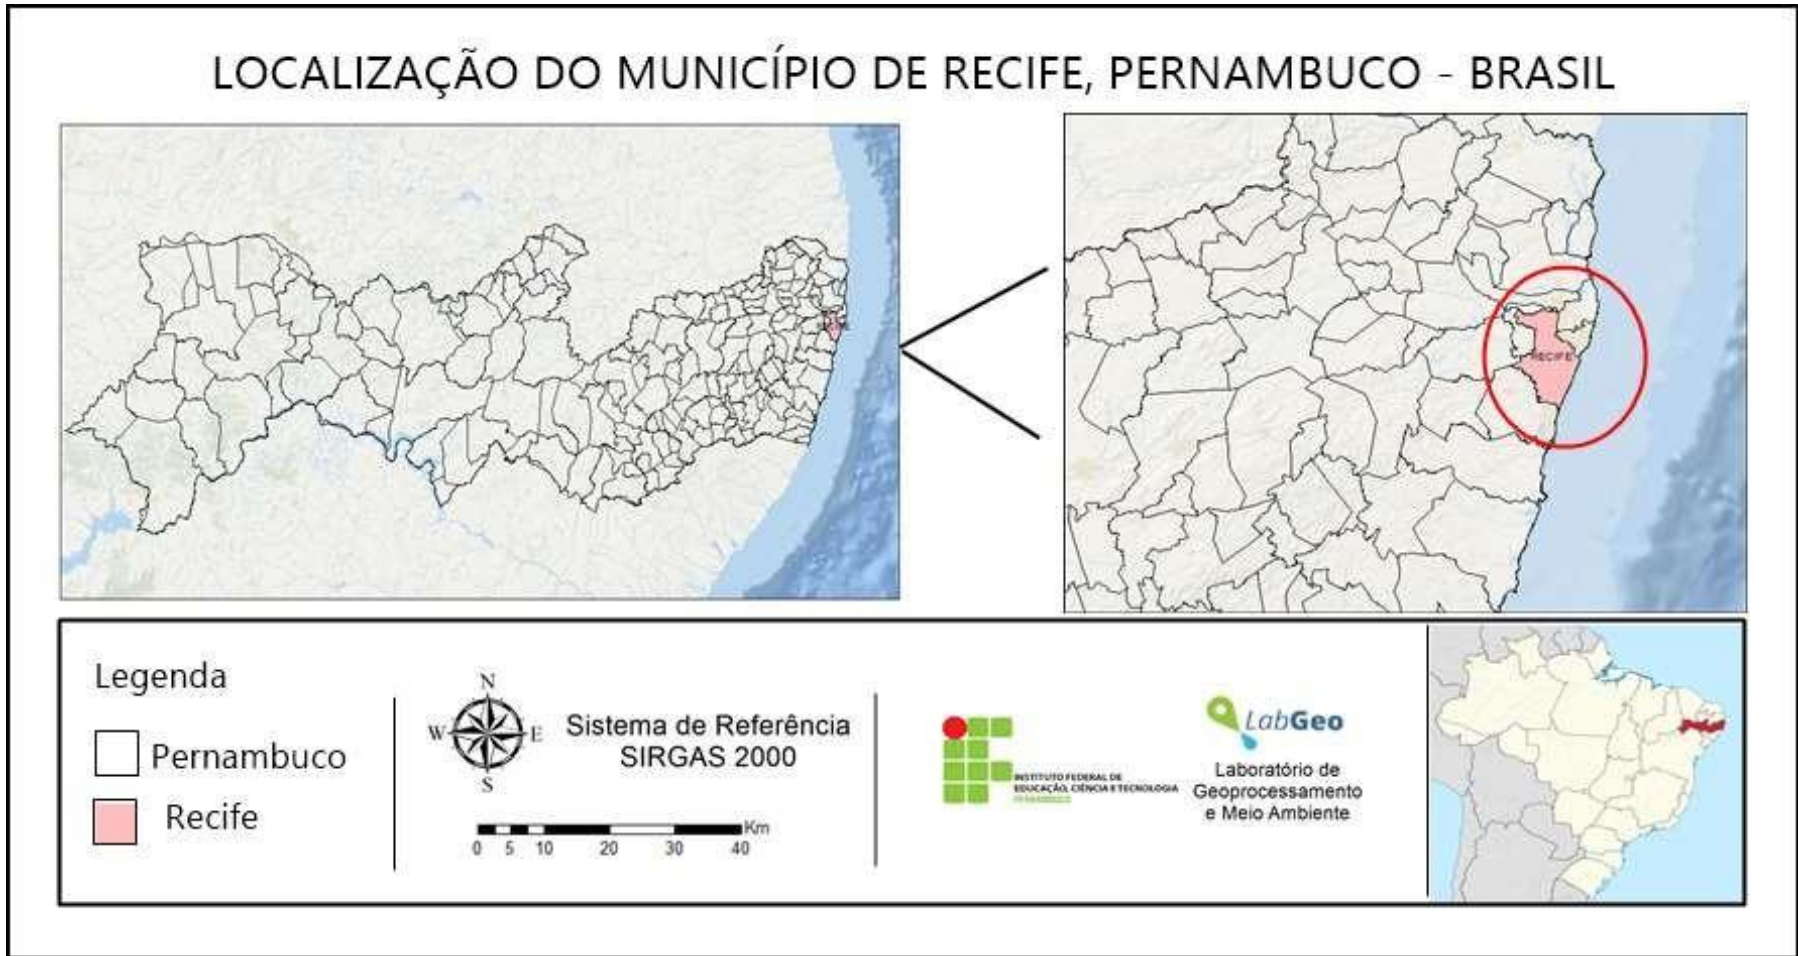 LOCALIZAÇÃO DO MUNICÍPIO DE RECIFE, PERNAMBUCO - BRASIL
RECIFE
Legenda
Pernambuco
Recife
N
W E
S
Sistema de Referência
SIRGAS 2000
Km
0 5 10 20 30 40
INSTITUTO FEDERAL DE
EDUCAÇÃO, CIÊNCIA E TECNOLOGIA
PERNAMBUCO
LabGeo
Laboratório de
Geoprocessamento
e Meio Ambiente